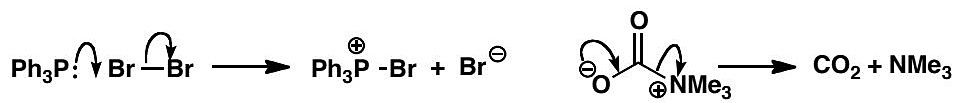 O
Ph₃P: Br—Br ⟶ Ph₃P⊕-Br + Br⊖ ⊖O ⊕NMe₃ ⟶ CO₂ + NMe₃